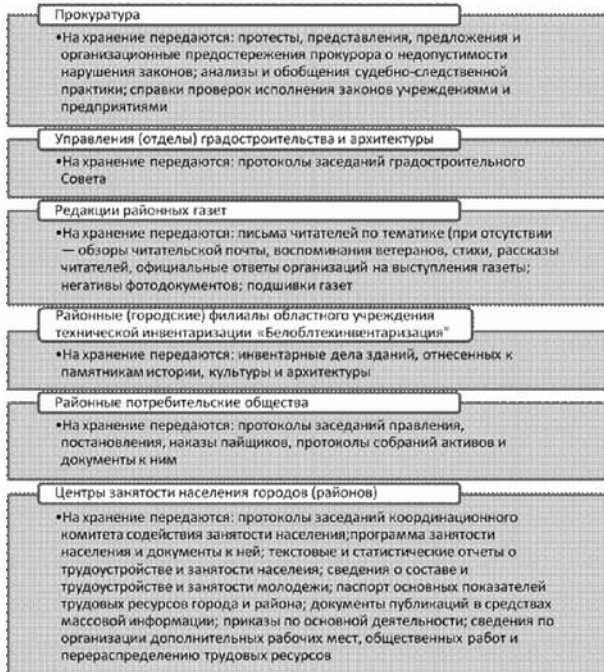 Прокуратура
•На хранение передаются: протесты, представления, предложения и
организационные предостережения прокурора о недопустимости
нарушения законов; анализы и обобщения судебно-следственной
практики; справки проверок исполнения законов учреждениями и
предприятиями
Управления (отделы) градостроительства и архитектуры
•На хранение передаются: протоколы заседаний градостроительного
Совета
Редакции районных газет
•На хранение передаются: письма читателей по тематике (при отсутствии
— обзоры читательской почты, воспоминания ветеранов, стихи, рассказы
читателей, официальные ответы организаций на выступления газеты;
негативы фотодокументов; подшивки газет
Районные (городские) филиалы областного учреждения
технической инвентаризации «Белоблтехинвентаризация"
•На хранение передаются: инвентарные дела зданий, отнесенных к
памятникам истории, культуры и архитектуры
Районные потребительские общества
•На хранение передаются: протоколы заседаний правления,
постановления, наказы пайщиков, протоколы собраний активов и
документы к ним
Центры занятости населения городов (районов)
•На хранение передаются: протоколы заседаний координационного
комитета содействия занятости населения;программа занятости
населения и документы к ней; текстовые и статистические отчеты о
трудоустройстве и занятости населеия; сведения о составе и
трудоустройстве и занятости молодежи; паспорт основных показателей
трудовых ресурсов города и района; документы публикаций в средствах
массовой информации; приказы по основной деятельности; сведения по
организации дополнительных рабочих мест, общественных работ и
перераспределению трудовых ресурсов